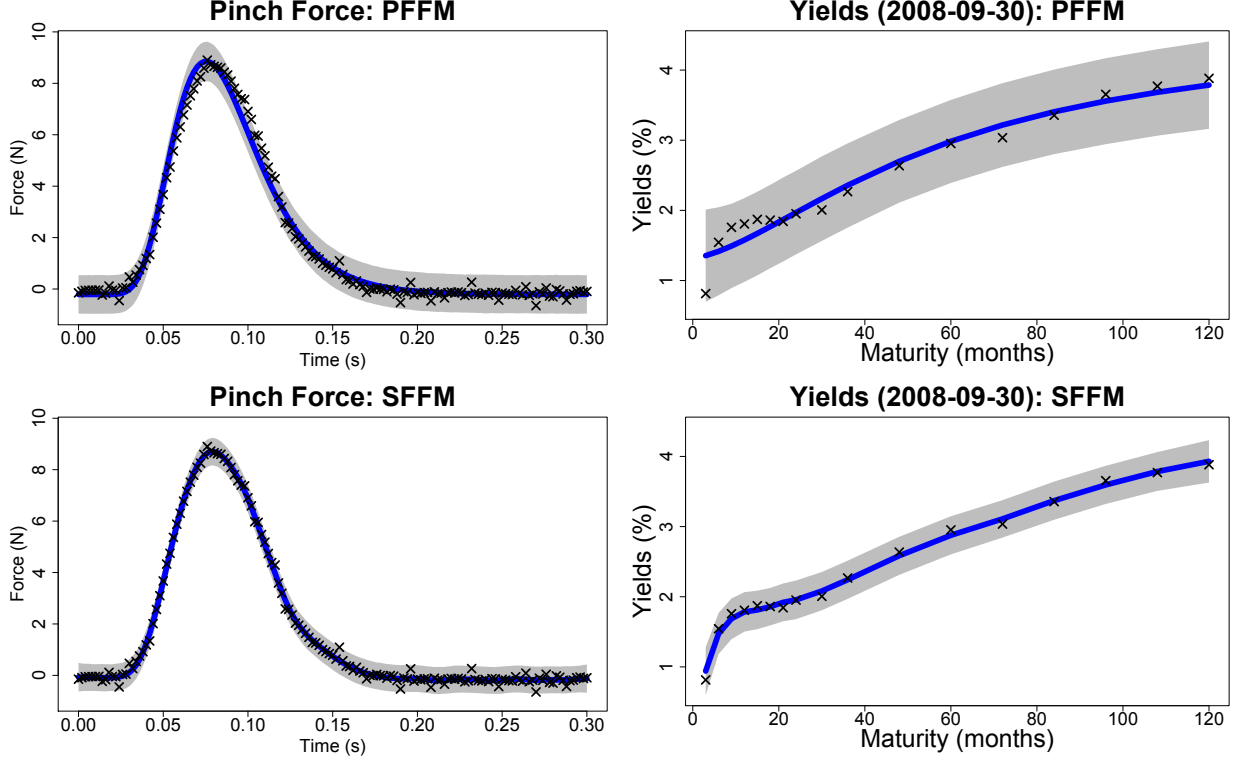 Pinch Force: PFFM
Force (N)
0 2 4 6 8 10
0.00 0.05 0.10 0.15 0.20 0.25 0.30
Time (s)
Yields (2008-09-30): PFFM
Yields (%)
1 2 3 4
0 20 40 60 80 100 120
Maturity (months)
Pinch Force: SFFM
Force (N)
0 2 4 6 8 10
0.00 0.05 0.10 0.15 0.20 0.25 0.30
Time (s)
Yields (2008-09-30): SFFM
Yields (%)
1 2 3 4
0 20 40 60 80 100 120
Maturity (months)